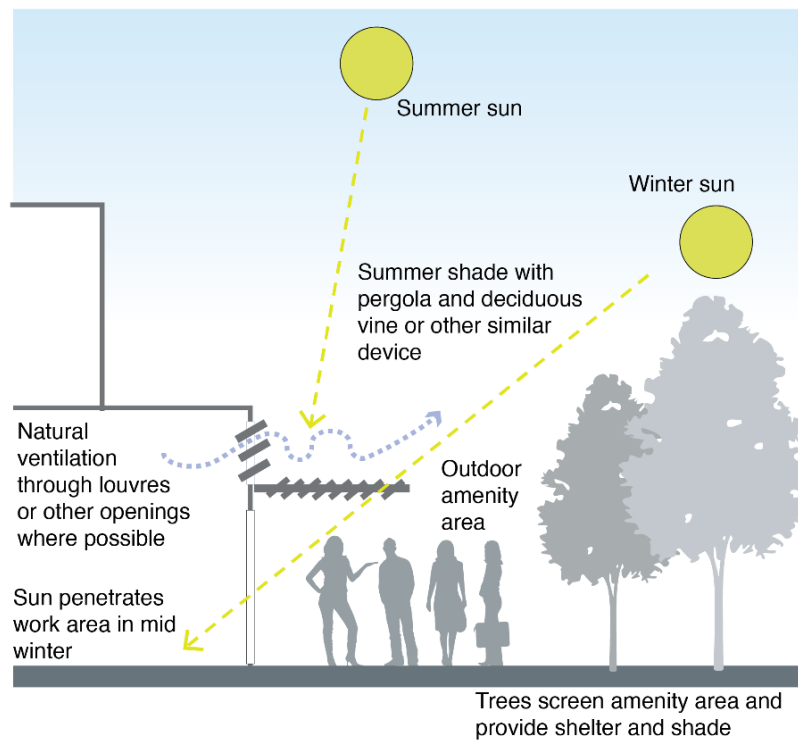 Summer sun
Winter sun
Summer shade with
pergola and deciduous
vine or other similar
device
Natural
ventilation
through louvres
or other openings
where possible
Outdoor
amenity
area
Sun penetrates
work area in mid
winter
Trees screen amenity area and
provide shelter and shade